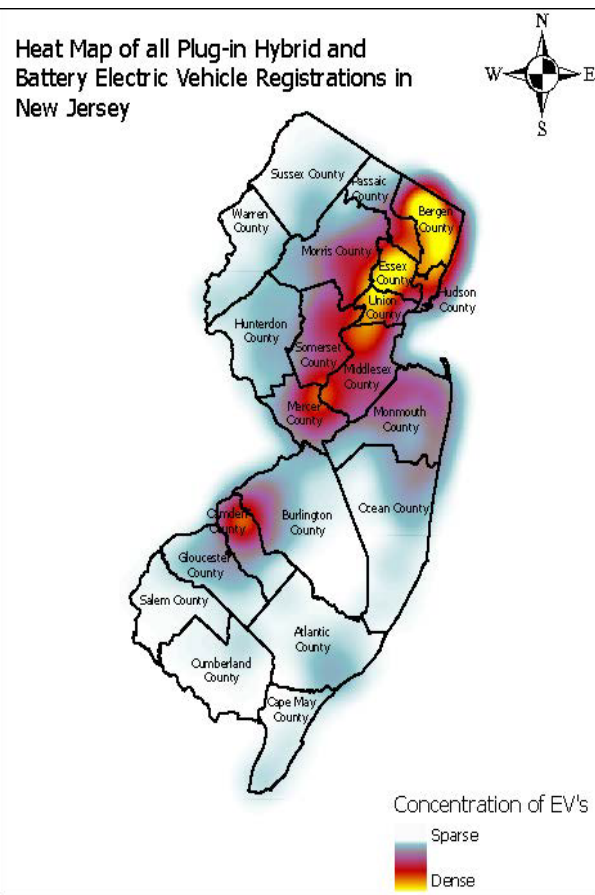 Heat Map of all Plug-in Hybrid and
Battery Electric Vehicle Registrations in
New Jersey
N
W
E
S
Sussex County
Passaic
County
Bergen
County
Warren
County
Morris County
Essex
County
Hudson
County
Union
County
Hunterdon
County
Somerset
County
Middlesex
County
Mercer
County
Monmouth
County
Ocean County
Camden
County
Burlington
County
Gloucester
County
Salem County
Atlantic
County
Cumberland
County
Cape May
County
Concentration of EV's
Sparse
Dense